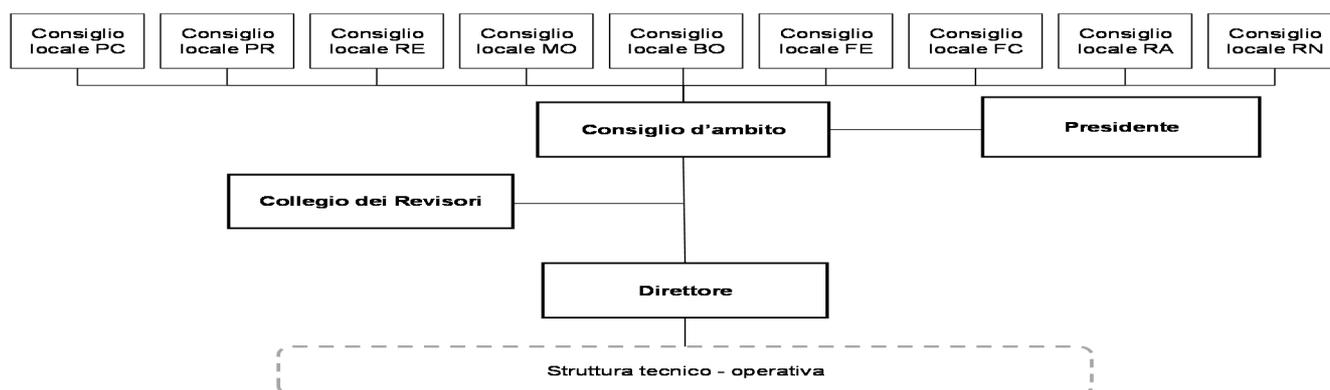 Consiglio
locale PC
Consiglio
locale PR
Consiglio
locale RE
Consiglio
locale MO
Consiglio
locale BO
Consiglio
locale FE
Consiglio
locale FC
Consiglio
locale RA
Consiglio
locale RN
Consiglio d'ambito
Presidente
Collegio dei Revisori
Direttore
Struttura tecnico - operativa